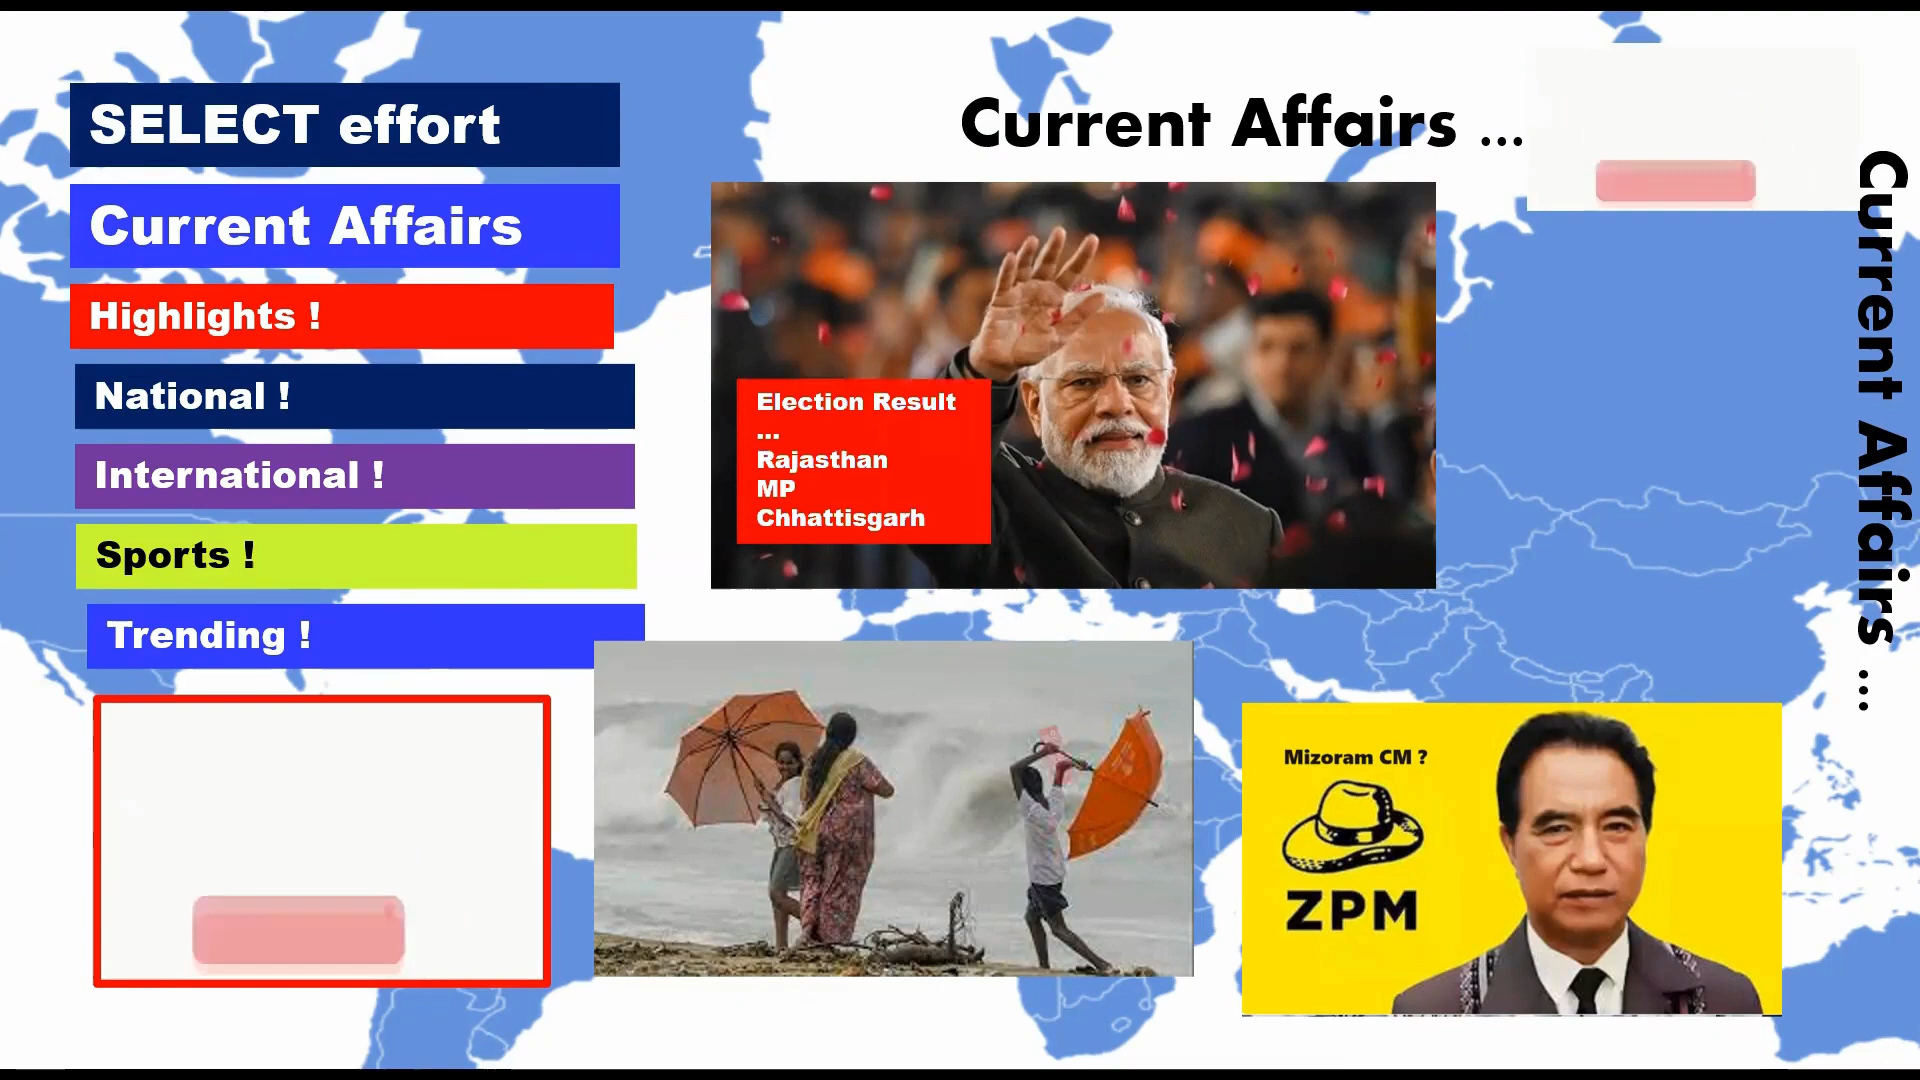 SELECT effort
Current Affairs
Highlights !
National !
International !
Sports !
Trending !
Current Affairs ...
Election Result
...
Rajasthan
MP
Chhattisgarh
Mizoram CM ?
ZPM
Current Affairs ...